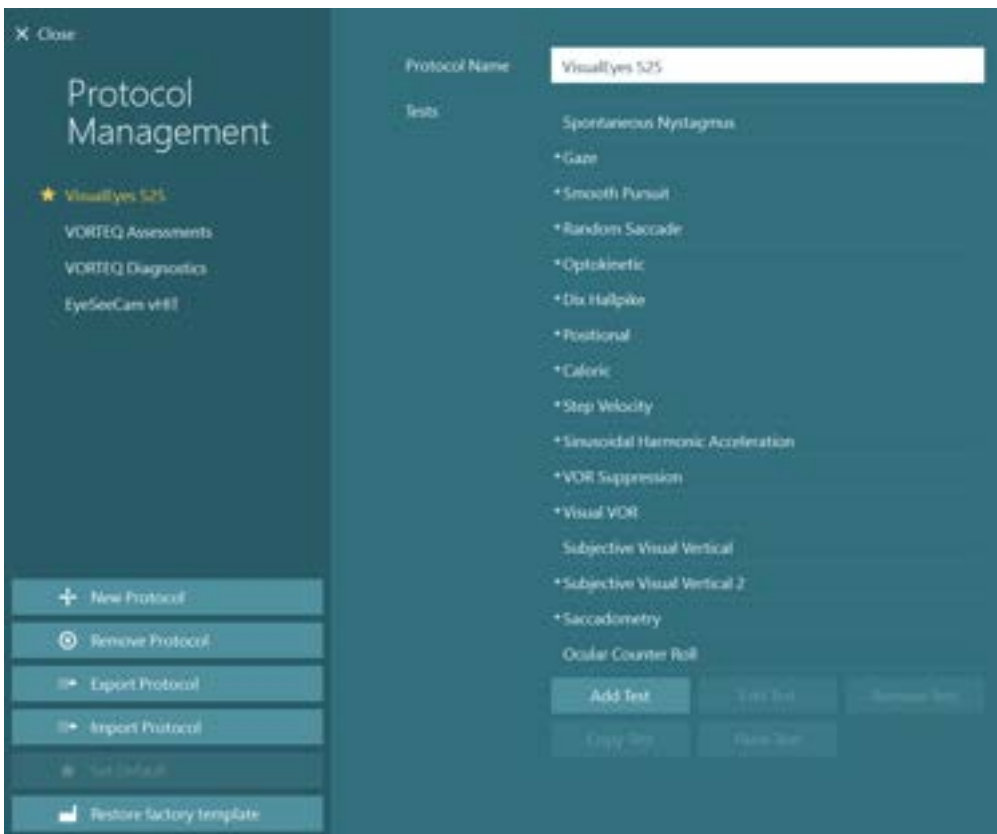 Close
Protocol
Management
VisualEyes 525
VORTEQ Assessments
VORTEQ Diagnostics
EyeSeeCam vHIT
New Protocol
Remove Protocol
Export Protocol
Import Protocol
Set Default
Restore factory template
Protocol Name
VisualEyes 525
Tests
Spontaneous Nystagmus
*Gaze
*Smooth Pursuit
*Random Saccade
*Optokinetic
*Dix Hallpike
*Positional
*Caloric
*Step Velocity
*Sinusoidal Harmonic Acceleration
*VOR Suppression
*Visual VOR
Subjective Visual Vertical
*Subjective Visual Vertical 2
*Saccadometry
Ocular Counter Roll
Add Test
Edit Test
Remove Test
Copy Test
Paste Test